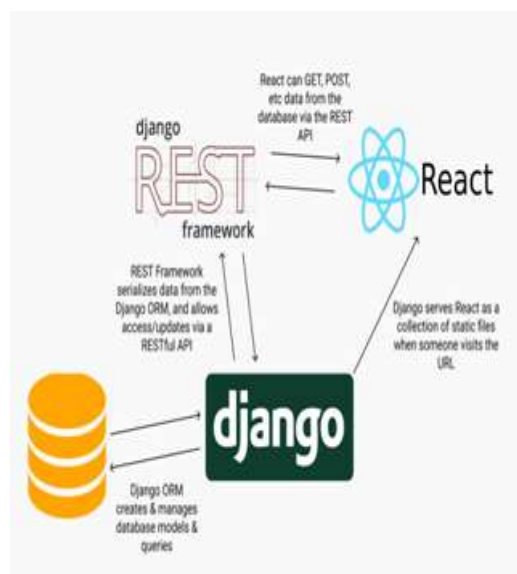 React can GET, POST,
etc data from the
database via the REST
API
django
REST
framework
React
REST Framework
serializes data from the
Django ORM, and allows
access/updates via a
RESTful API
Django serves React as a
collection of static files
when someone visits the
URL
django
Django ORM
creates & manages
database models &
queries